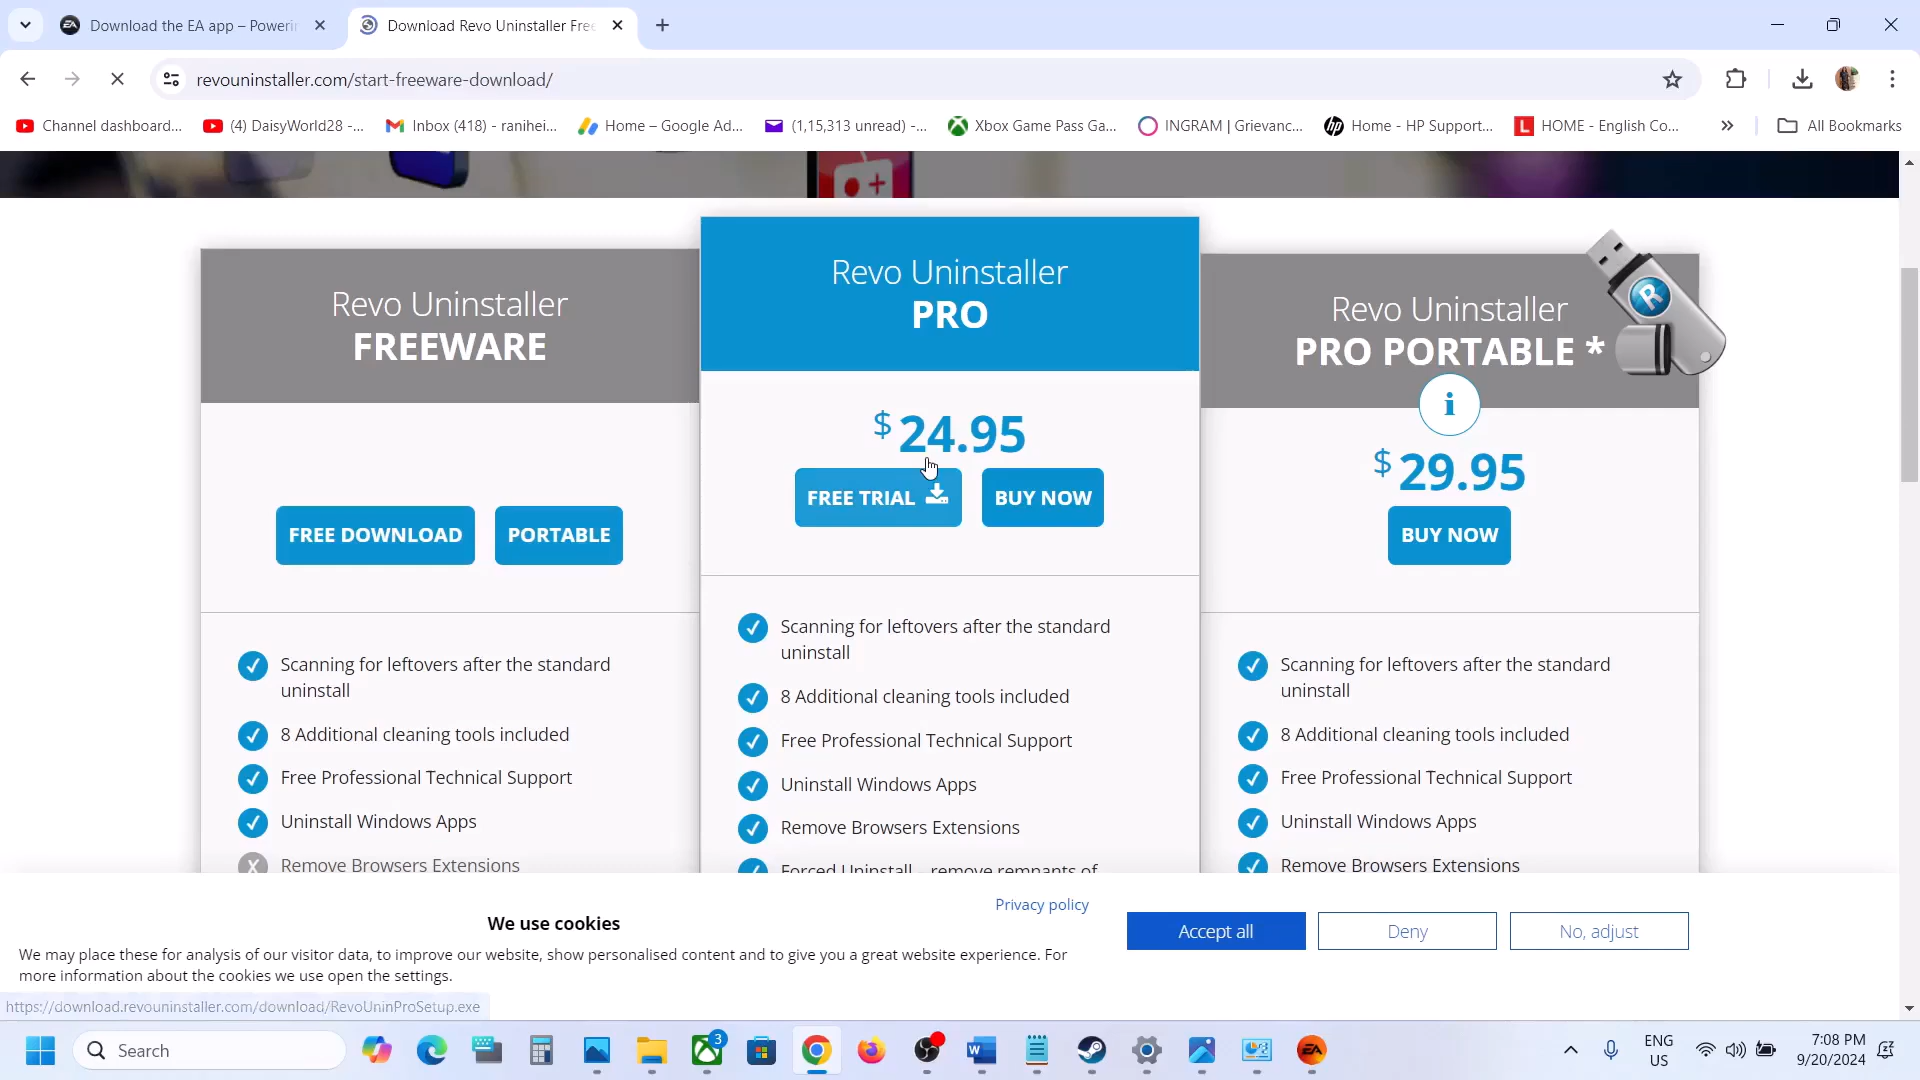 Download the EA app – Powerin
Download Revo Uninstaller Free
revouninstaller.com/start-freeware-download/
Channel dashboard...
(4) DaisyWorld28 -...
Inbox (418) - ranihei...
Home – Google Ad...
(1,15,313 unread) -...
Xbox Game Pass Ga...
INGRAM | Grievanc...
Home - HP Support...
HOME - English Co...
All Bookmarks
Revo Uninstaller
FREEWARE
FREE DOWNLOAD
PORTABLE
Scanning for leftovers after the standard
uninstall
8 Additional cleaning tools included
Free Professional Technical Support
Uninstall Windows Apps
Remove Browsers Extensions
Revo Uninstaller
PRO
$24.95
FREE TRIAL
BUY NOW
Scanning for leftovers after the standard
uninstall
8 Additional cleaning tools included
Free Professional Technical Support
Uninstall Windows Apps
Remove Browsers Extensions
Forced Uninstall – remove remnants of
Revo Uninstaller
PRO PORTABLE *
$29.95
BUY NOW
Scanning for leftovers after the standard
uninstall
8 Additional cleaning tools included
Free Professional Technical Support
Uninstall Windows Apps
Remove Browsers Extensions
We use cookies
Privacy policy
We may place these for analysis of our visitor data, to improve our website, show personalised content and to give you a great website experience. For
more information about the cookies we use open the settings.
Accept all
Deny
No, adjust
https://download.revouninstaller.com/download/RevoUninProSetup.exe
Search
3
ENG
US
7:08 PM
9/20/2024